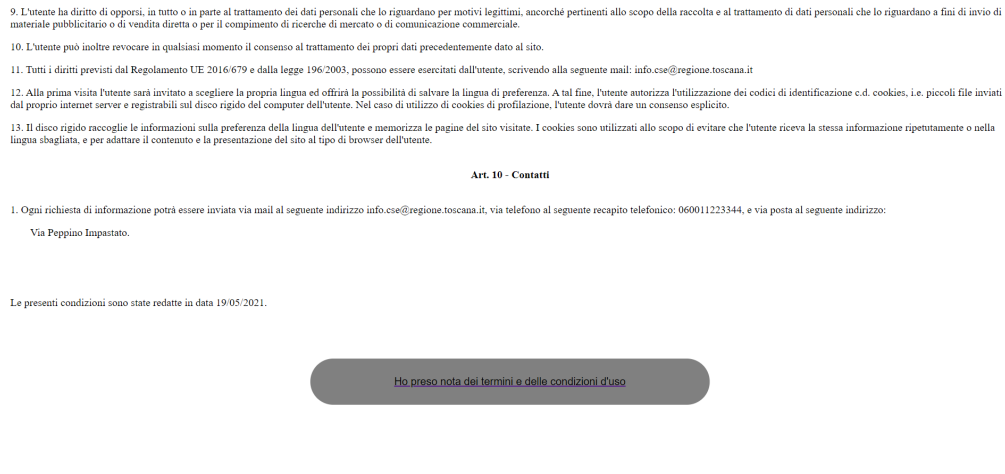 9. L'utente ha diritto di opporsi, in tutto o in parte al trattamento dei dati personali che lo riguardano per motivi legittimi, ancorché pertinenti allo scopo della raccolta e al trattamento di dati personali che lo riguardano a fini di invio di
materiale pubblicitario o di vendita diretta o per il compimento di ricerche di mercato o di comunicazione commerciale.
10. L'utente può inoltre revocare in qualsiasi momento il consenso al trattamento dei propri dati precedentemente dato al sito.
11. Tutti i diritti previsti dal Regolamento UE 2016/679 e dalla legge 196/2003, possono essere esercitati dall'utente, scrivendo alla seguente mail: info.cse@regione.toscana.it
12. Alla prima visita l'utente sarà invitato a scegliere la propria lingua ed offrirà la possibilità di salvare la lingua di preferenza. A tal fine, l'utente autorizza l'utilizzazione dei codici di identificazione c.d. cookies, i.e. piccoli file inviati
dal proprio internet server e registrabili sul disco rigido del computer dell'utente. Nel caso di utilizzo di cookies di profilazione, l'utente dovrà dare un consenso esplicito.
13. Il disco rigido raccoglie le informazioni sulla preferenza della lingua dell'utente e memorizza le pagine del sito visitate. I cookies sono utilizzati allo scopo di evitare che l'utente riceva la stessa informazione ripetutamente o nella
lingua sbagliata, e per adattare il contenuto e la presentazione del sito al tipo di browser dell'utente.
Art. 10 - Contatti
1. Ogni richiesta di informazione potrà essere inviata via mail al seguente indirizzo info.cse@regione.toscana.it, via telefono al seguente recapito telefonico: 060011223344, e via posta al seguente indirizzo:
Via Peppino Impastato.
Le presenti condizioni sono state redatte in data 19/05/2021.
Ho preso nota dei termini e delle condizioni d'uso